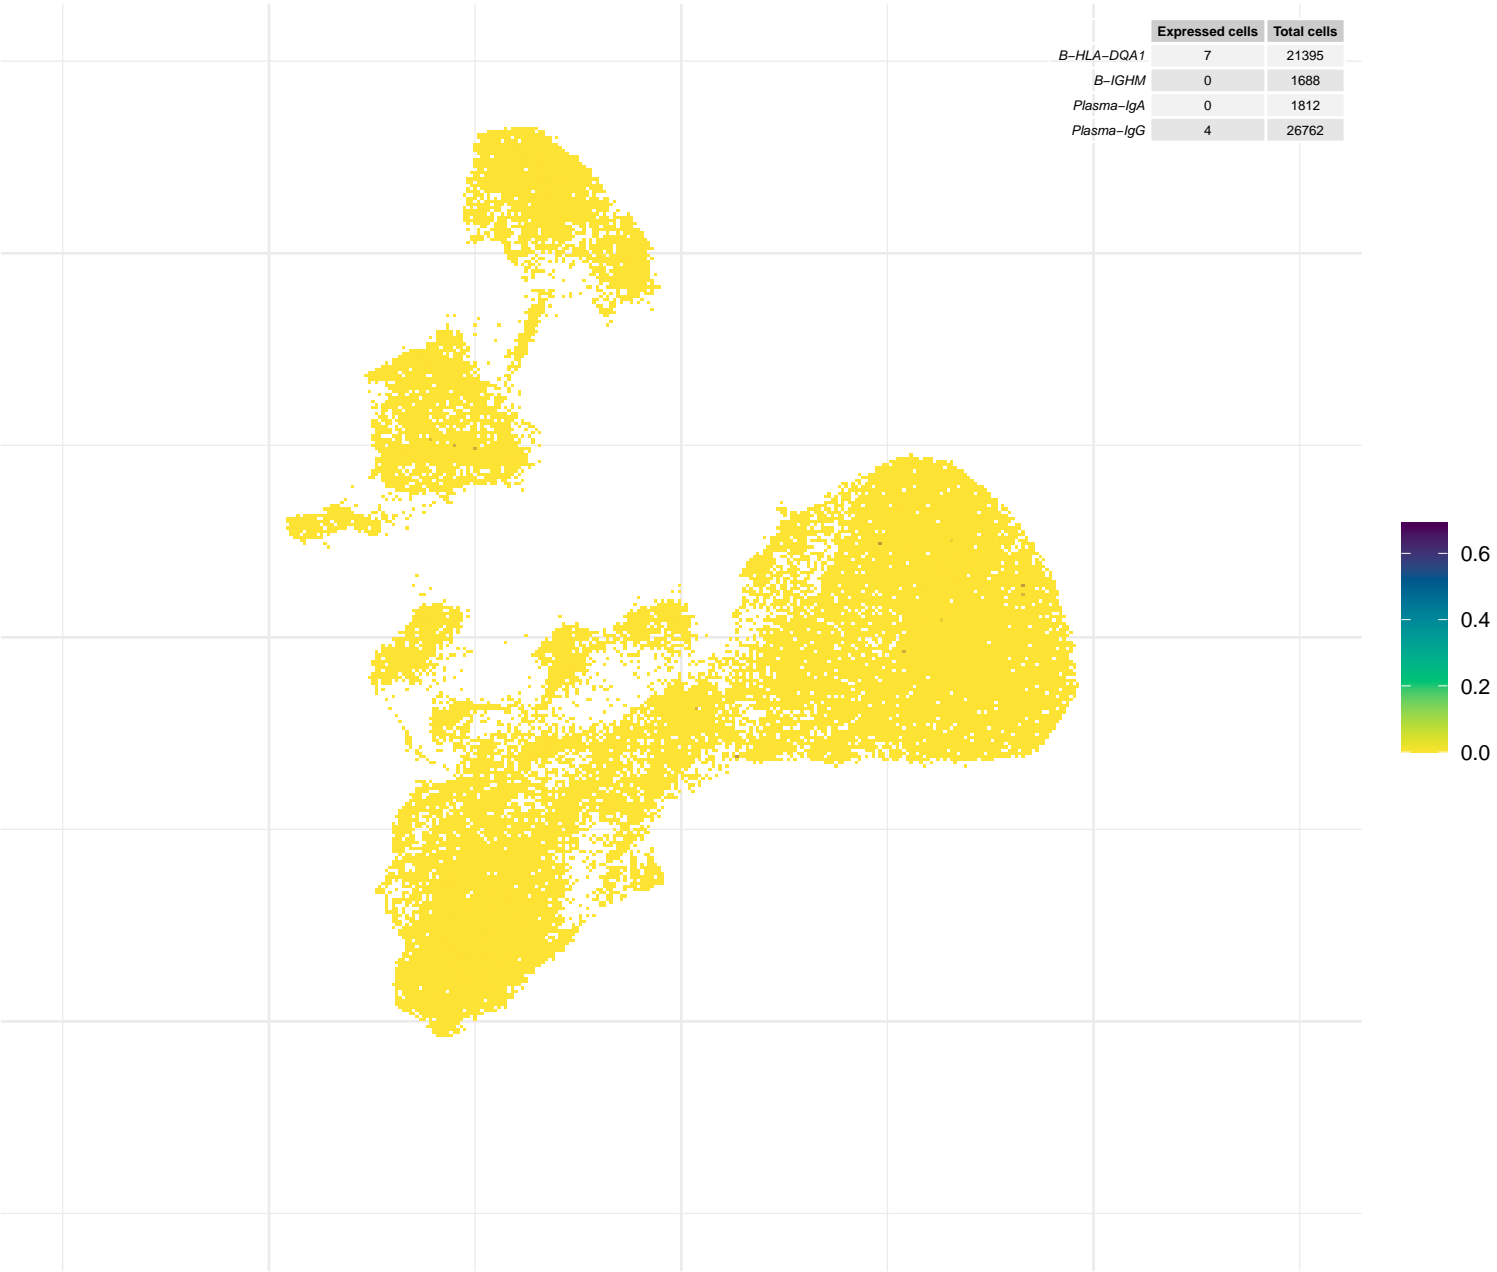 Expressed cells Total cells
B−HLA−DQA1 7 21395
B−IGHM 0 1688
Plasma−IgA 0 1812
Plasma−IgG 4 26762
0.6
0.4
0.2
0.0